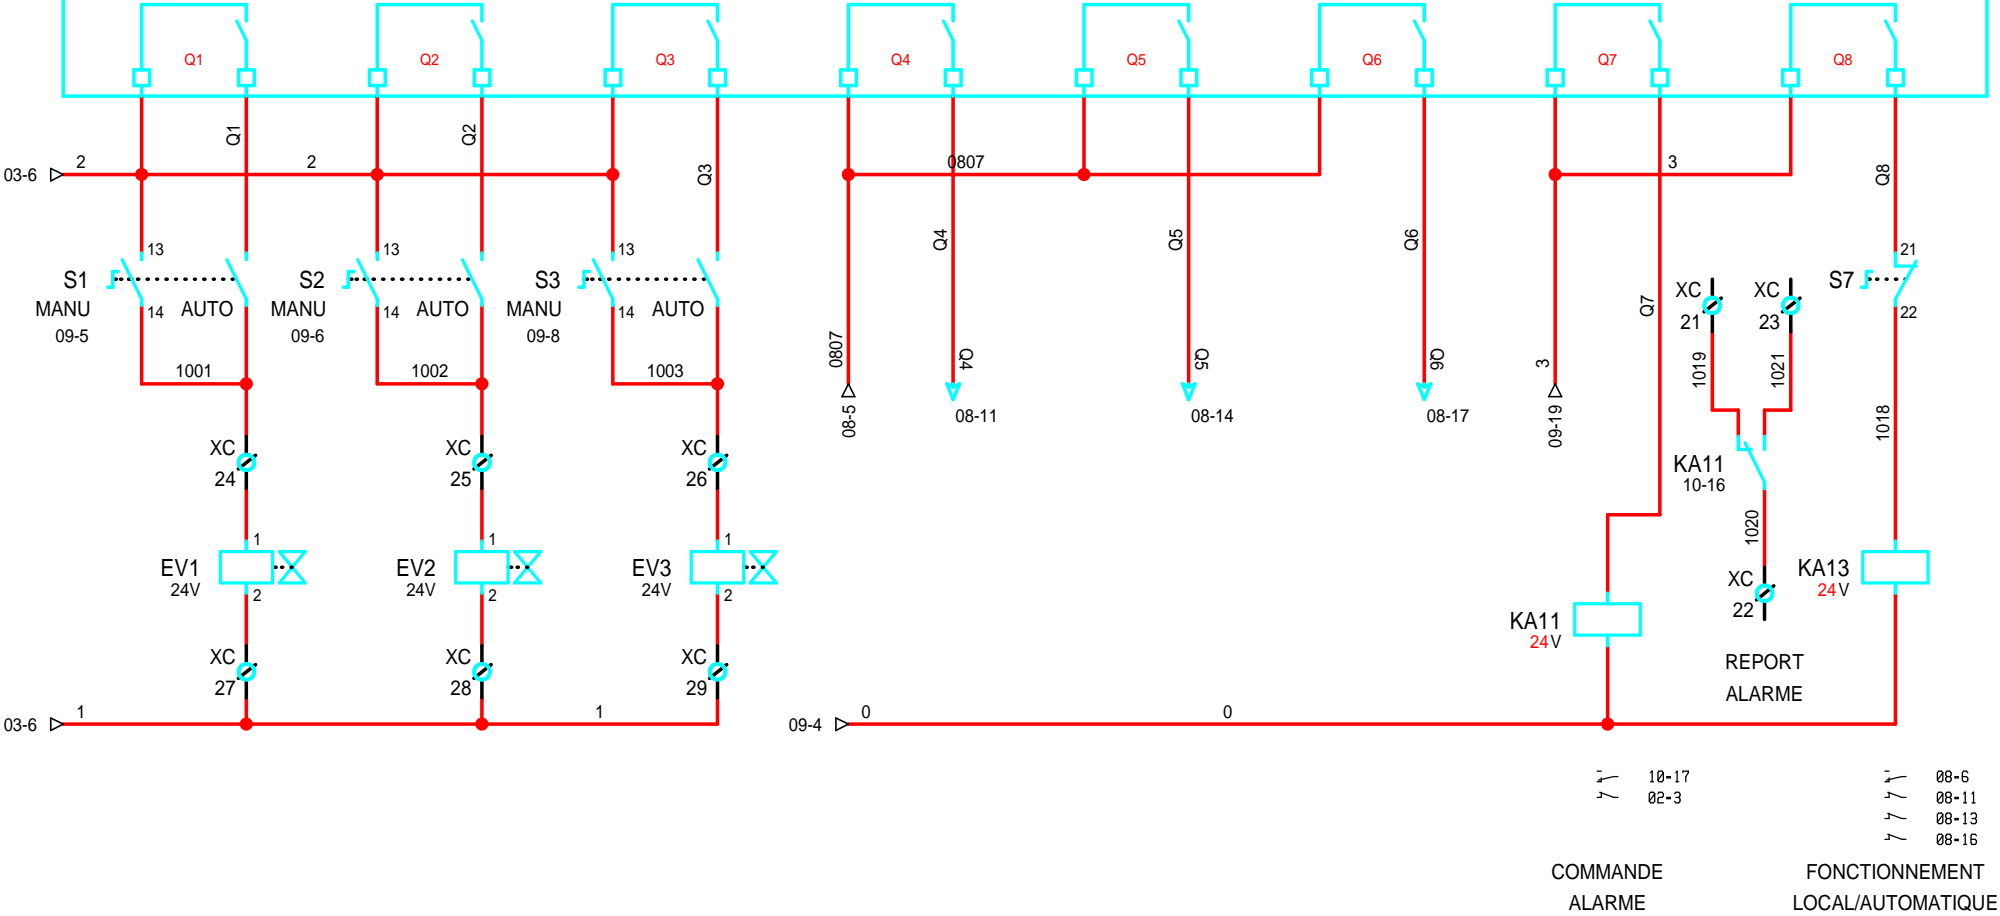 Q1 Q2 Q3 Q4 Q5 Q6 Q7 Q8
Q1 Q2 Q3 Q8
03-6 2 2 0807 3
Q4 Q5 Q6 Q7
13 13 13 21
S1 S2 S3 S7
MANU AUTO MANU AUTO MANU AUTO
14 14 14 22
09-5 09-6 09-8
XC XC
21 23
1001 1002 1003
0807 Q4 Q5 Q6 3 1019 1021
08-5 08-11 08-14 08-17 09-19 1018
XC XC XC
24 25 26
KA11
10-16
1020
1 1 1
EV1 EV2 EV3 KA13
24V 24V 24V 24V
2 2 2
XC
22
KA11
24V
XC XC XC
27 28 29
REPORT
ALARME
03-6 1 1 09-4 0 0
10-17 08-6
02-3 08-11
08-13
08-16
COMMANDE FONCTIONNEMENT
ALARME LOCAL/AUTOMATIQUE